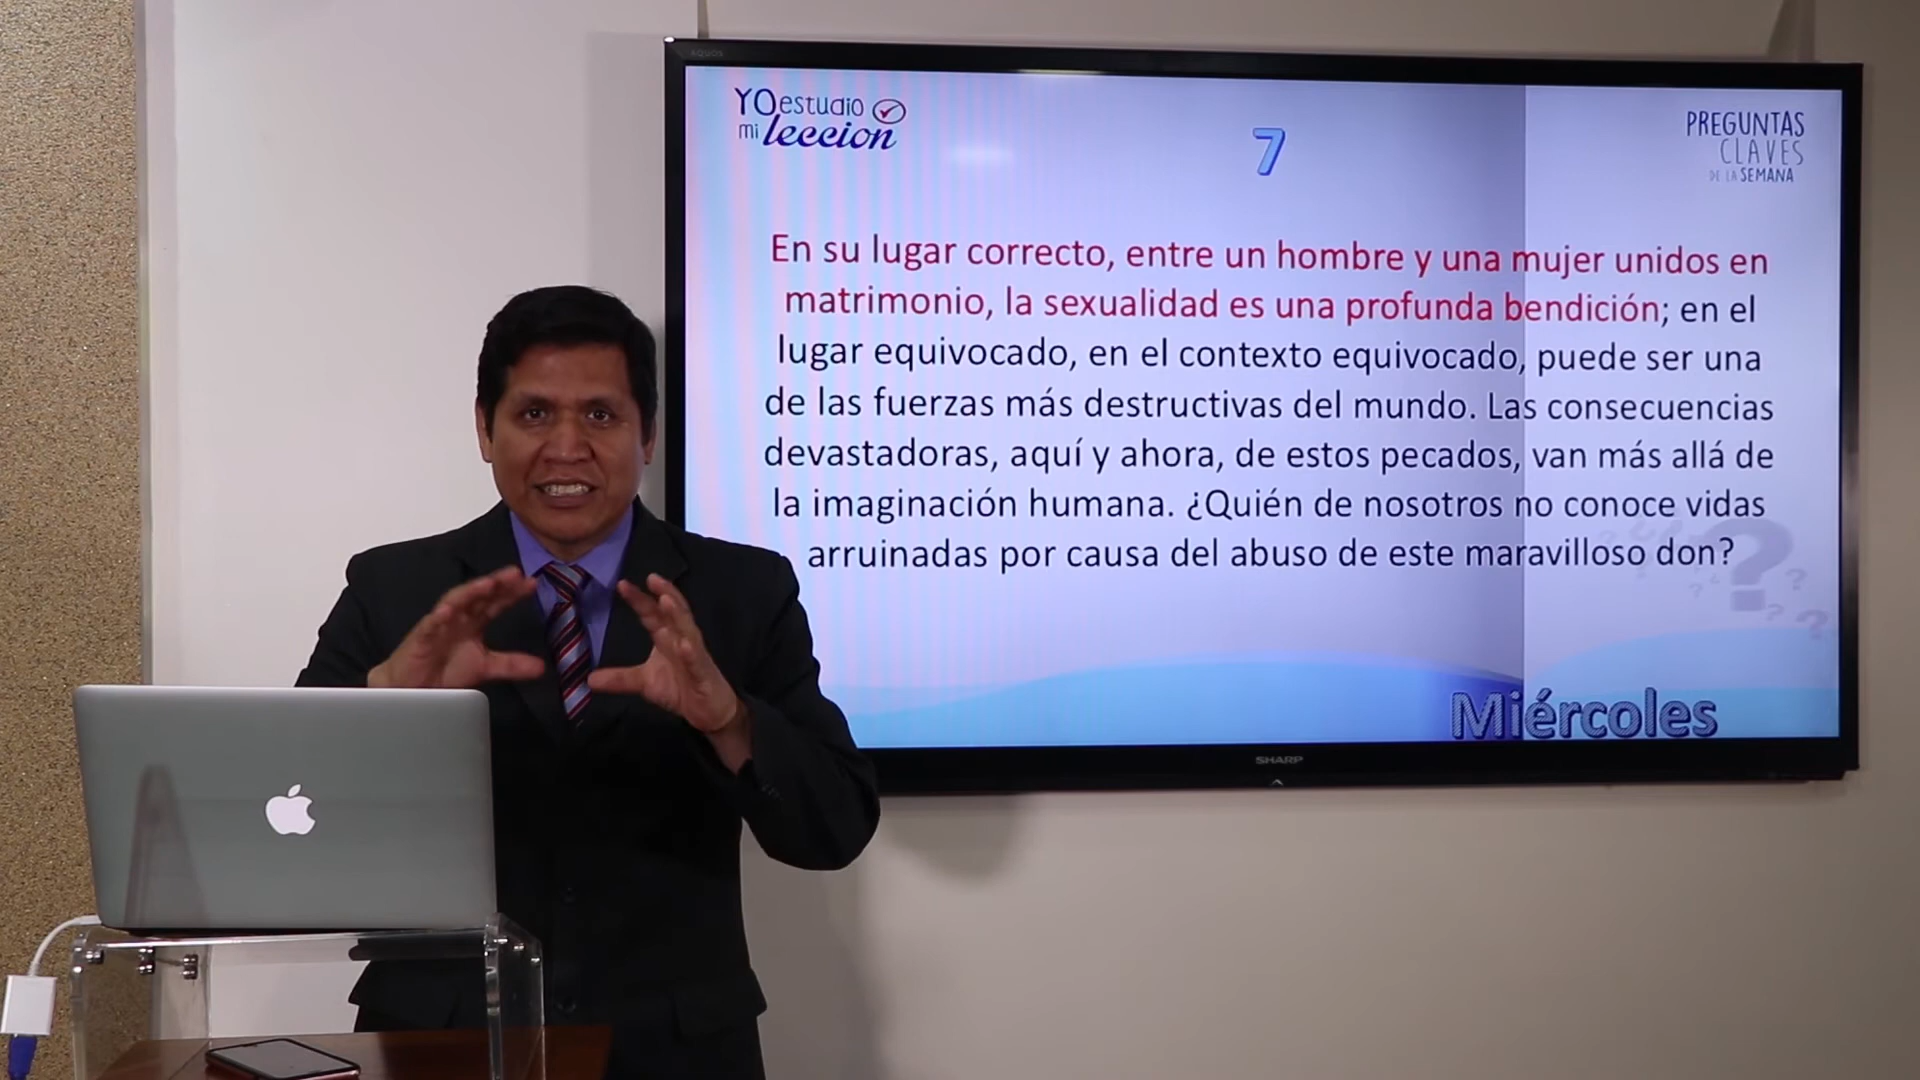 AQUOS
YOestudio
mi leccion
7
PREGUNTAS
CLAVES
DE LA SEMANA
En su lugar correcto, entre un hombre y una mujer unidos en
matrimonio, la sexualidad es una profunda bendición; en el
lugar equivocado, en el contexto equivocado, puede ser una
de las fuerzas más destructivas del mundo. Las consecuencias
devastadoras, aquí y ahora, de estos pecados, van más allá de
la imaginación humana. ¿Quién de nosotros no conoce vidas
arruinadas por causa del abuso de este maravilloso don?
Miércoles
SHARP